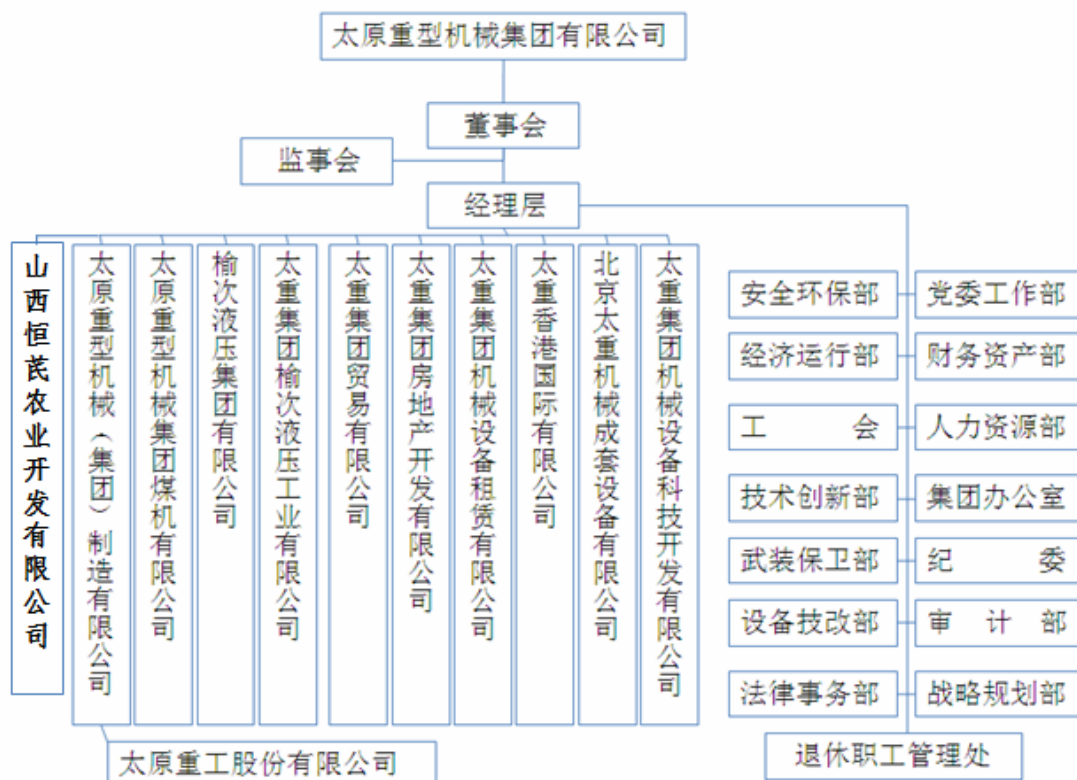 太原重型机械集团有限公司
董事会
监事会
经理层
山西恒芪农业开发有限公司
太原重型机械（集团）制造有限公司
太原重型机械集团煤机有限公司
榆次液压集团有限公司
太重集团榆次液压工业有限公司
太重集团贸易有限公司
太重集团房地产开发有限公司
太重集团机械设备租赁有限公司
太重香港国际有限公司
北京太重机械成套设备有限公司
太重集团机械设备科技开发有限公司
太原重工股份有限公司
安全环保部
党委工作部
经济运行部
财务资产部
工 会
人力资源部
技术创新部
集团办公室
武装保卫部
纪 委
设备技改部
审 计 部
法律事务部
战略规划部
退休职工管理处